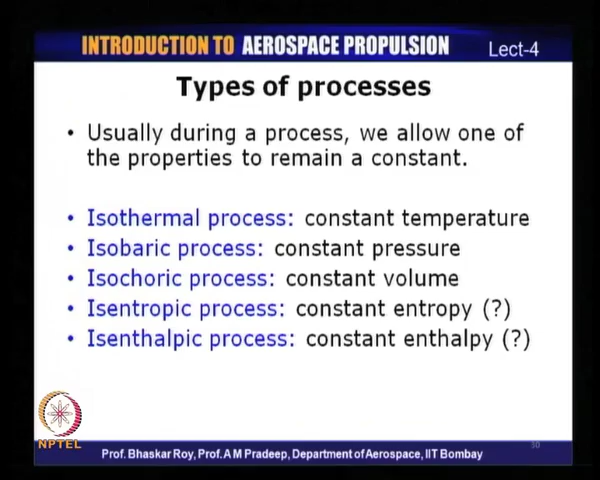 INTRODUCTION TO AEROSPACE PROPULSION Lect-4
Types of processes
• Usually during a process, we allow one of
the properties to remain a constant.
• Isothermal process: constant temperature
• Isobaric process: constant pressure
• Isochoric process: constant volume
• Isentropic process: constant entropy (?)
• Isenthalpic process: constant enthalpy (?)
NPTEL
30
Prof. Bhaskar Roy, Prof. A M Pradeep, Department of Aerospace, IIT Bombay